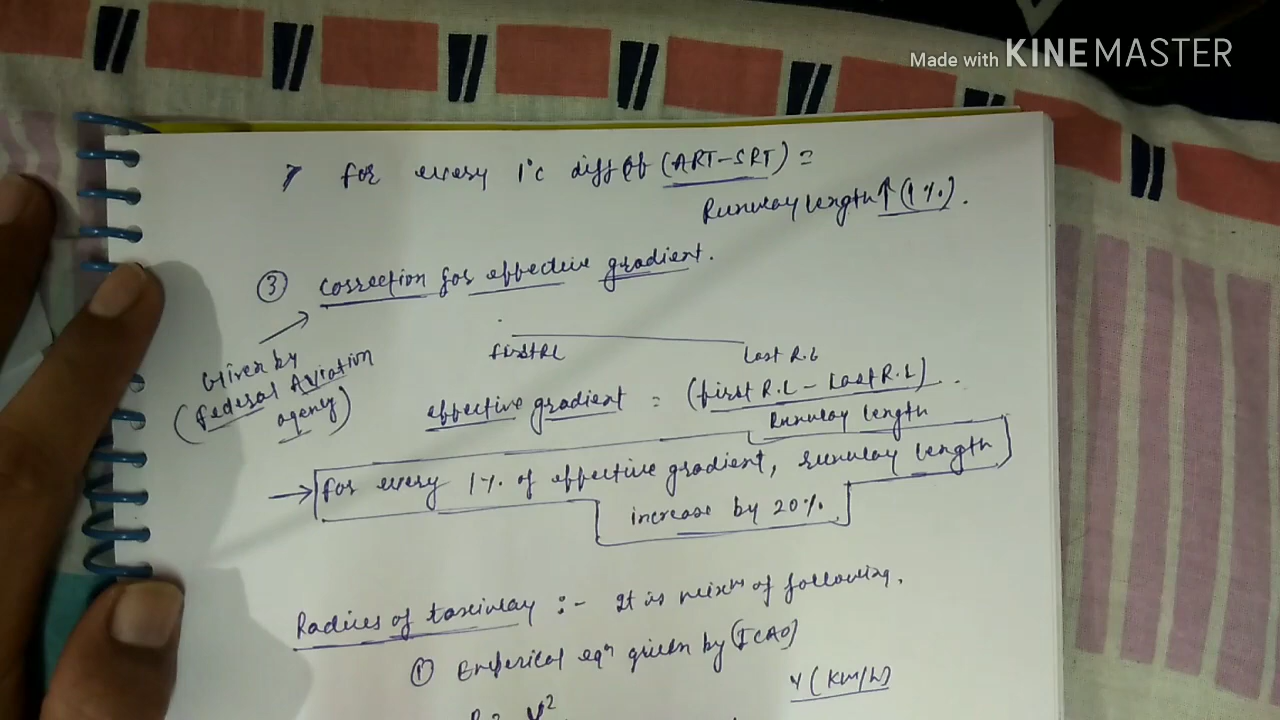 Made with KINEMASTER
for every 1°c diff of (ART-SRT) =
Runway length ↑ (1%).
③ correction for effective gradient.
first RL
Last R.L
Given by
(federal Aviation
agency)
effective gradient = (first R.L - Last R.L)
Runway length
→ for every 1% of effective gradient, runway length
increase by 20%.
Radius of taxiway :- It is of following.
① Emperical eqn given by (ICAO)
V (KM/h)
V²